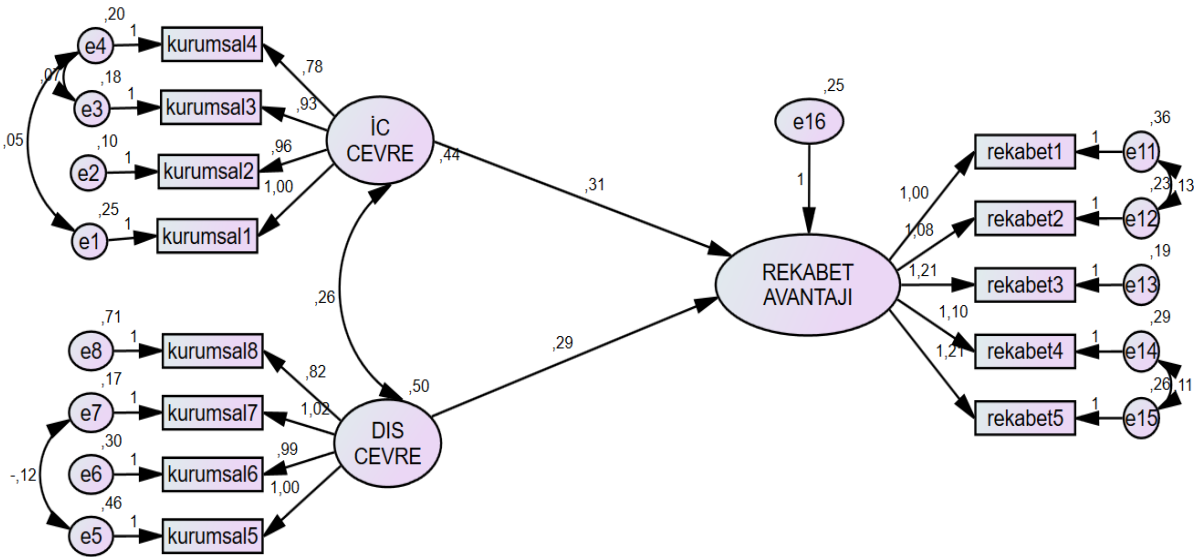 ,20
e4
1
kurumsal4
,78
,07
,18
e3
1
kurumsal3
,93
,05
,10
e2
1
kurumsal2
,96
,25
e1
1
kurumsal1
1,00
İC
CEVRE
,44
,31
,25
e16
1
,26
,71
e8
1
kurumsal8
,82
,17
e7
1
kurumsal7
1,02
-,12
,30
e6
1
kurumsal6
,99
,46
e5
1
kurumsal5
1,00
,50
DIS
CEVRE
,29
REKABET
AVANTAJI
1,00
rekabet1
1
,36
e11
1,08
rekabet2
1
,23
e12
,13
1,21
rekabet3
1
,19
e13
1,10
rekabet4
1
,29
e14
1,21
rekabet5
1
,26
e15
,11